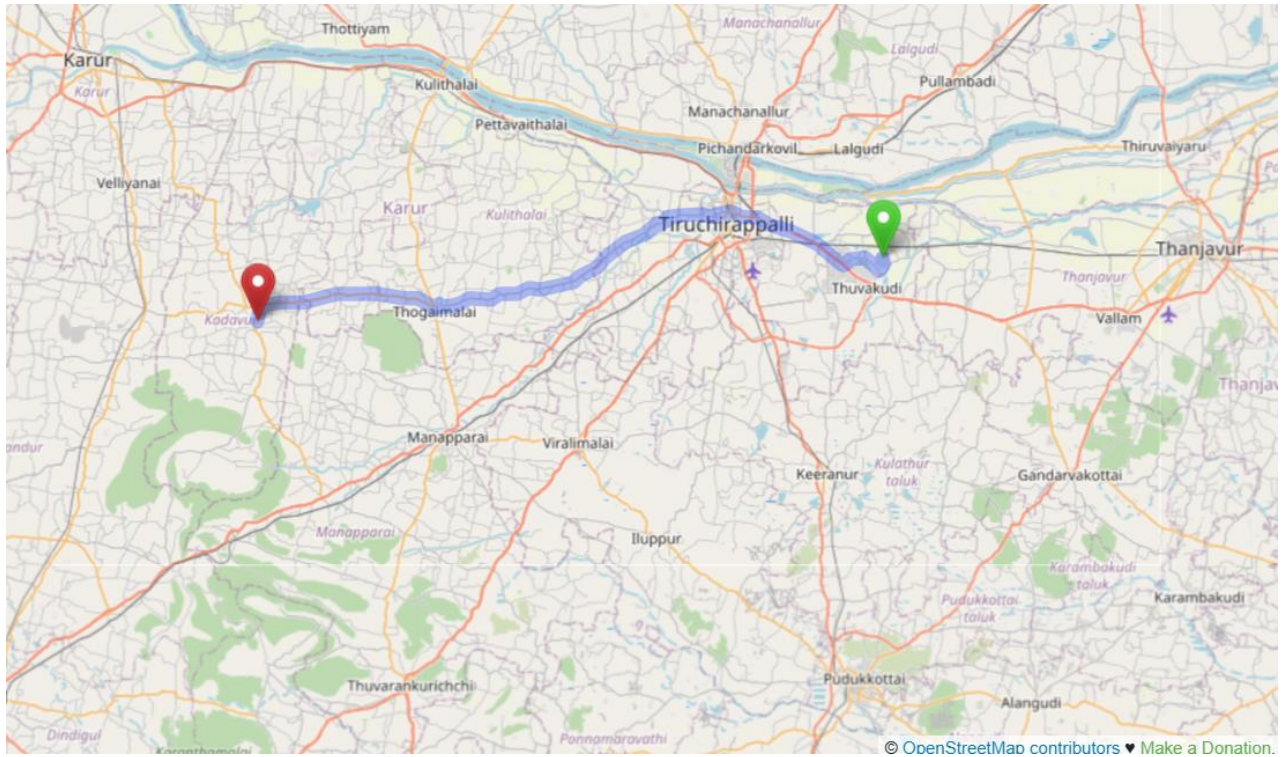 Thottiyam
Manachanallur
Karur
Lalgudi
Karur
Kulithalai
Pullambadi
Manachanallur
Pettavaithalai
Pichandarkovil
Lalgudi
Thiruvaiyaru
Velliyanai
Karur
Kulithalai
Tiruchirappalli
Thanjavur
Thanjavur
Thuvakudi
Kadavu
Thogaimalai
Vallam
Manapparai
Viralimalai
Keeranur
Kulathur
taluk
Gandarvakottai
Manapparai
Iluppur
Karambakudi
taluk
Pudukkottai
taluk
Karambakudi
Thuvarankurichchi
Pudukkottai
Alangudi
Dindigul
Ponnamaravathi
Karanthamalai
© OpenStreetMap contributors ♥ Make a Donation.